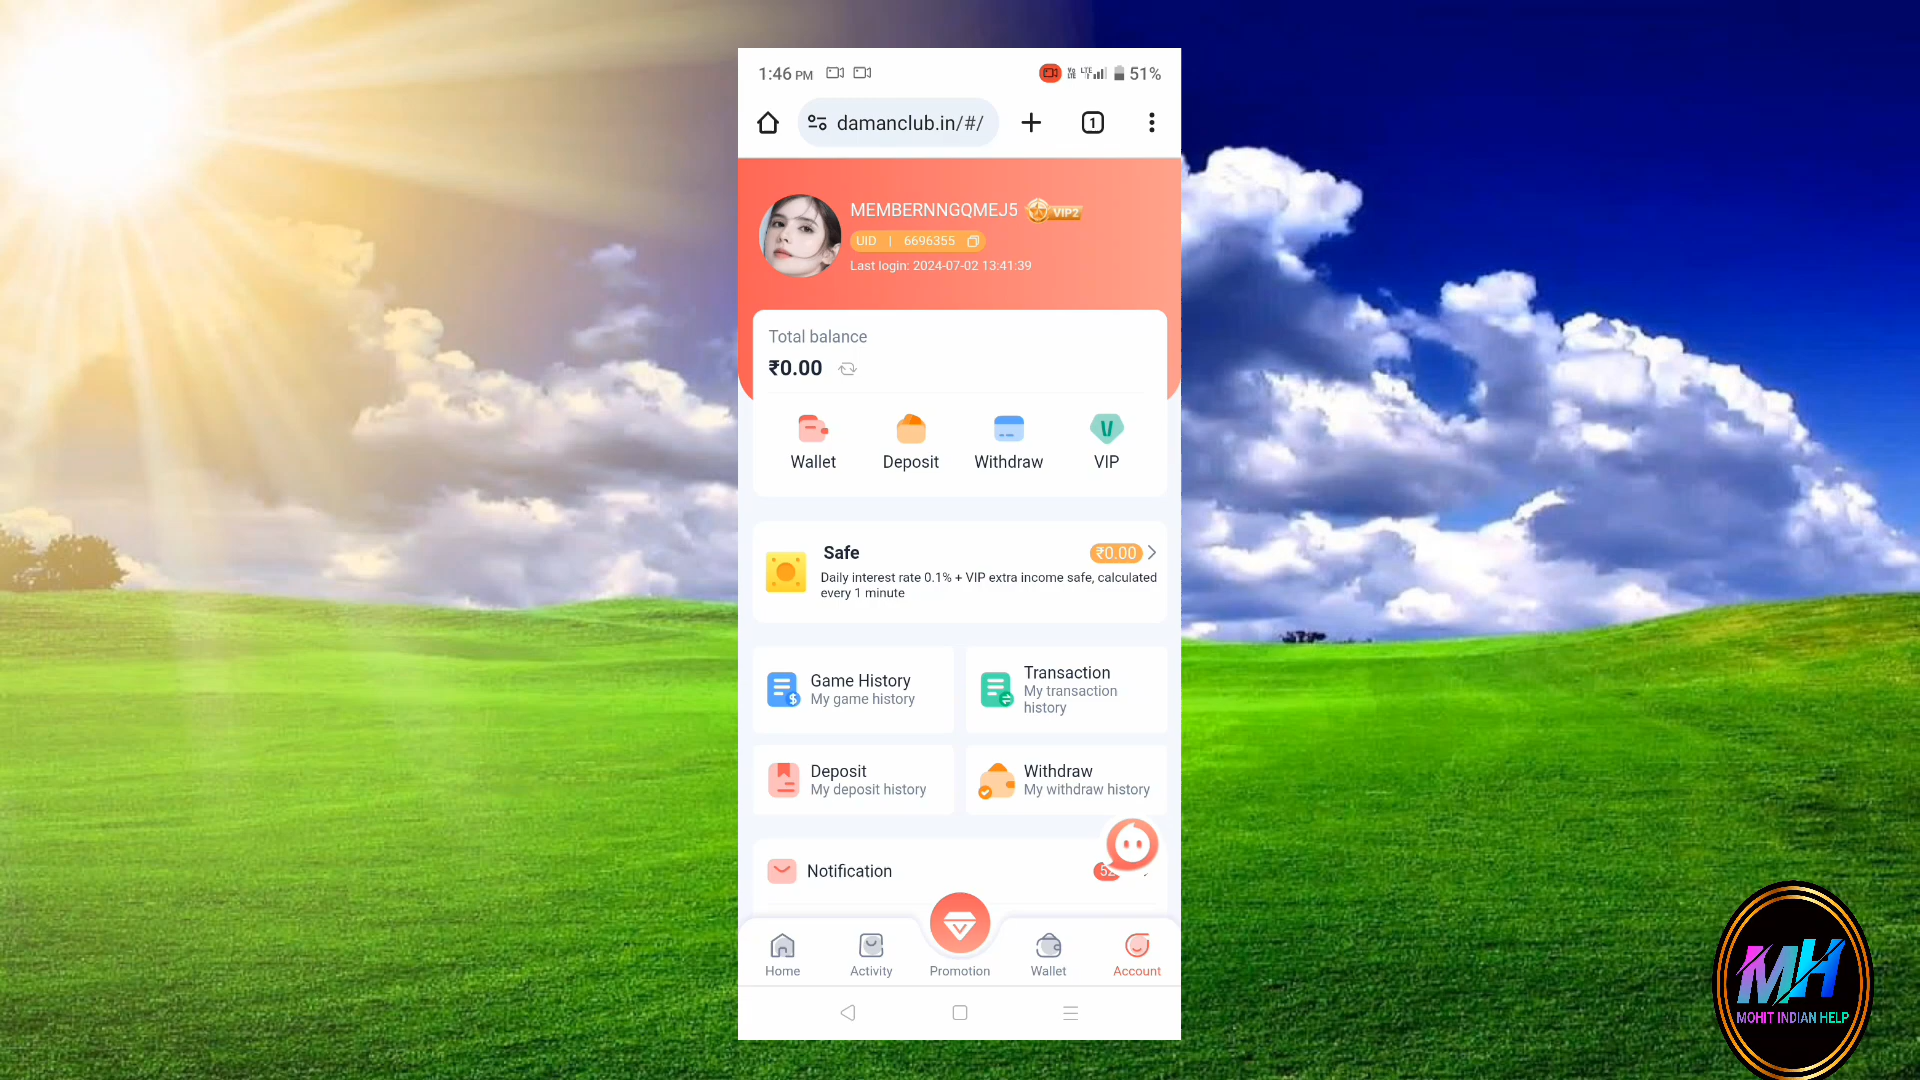 1:46 PM
51%
damanclub.in/#/
1
MEMBERNNGQMEJ5 VIP2
UID | 6696355
Last login: 2024-07-02 13:41:39
Total balance
₹0.00
Wallet Deposit Withdraw VIP
Safe ₹0.00
Daily interest rate 0.1% + VIP extra income safe, calculated
every 1 minute
Game History
My game history
Transaction
My transaction
history
Deposit
My deposit history
Withdraw
My withdraw history
Notification
Home Activity Promotion Wallet Account
MH
MOHIT INDIAN HELP